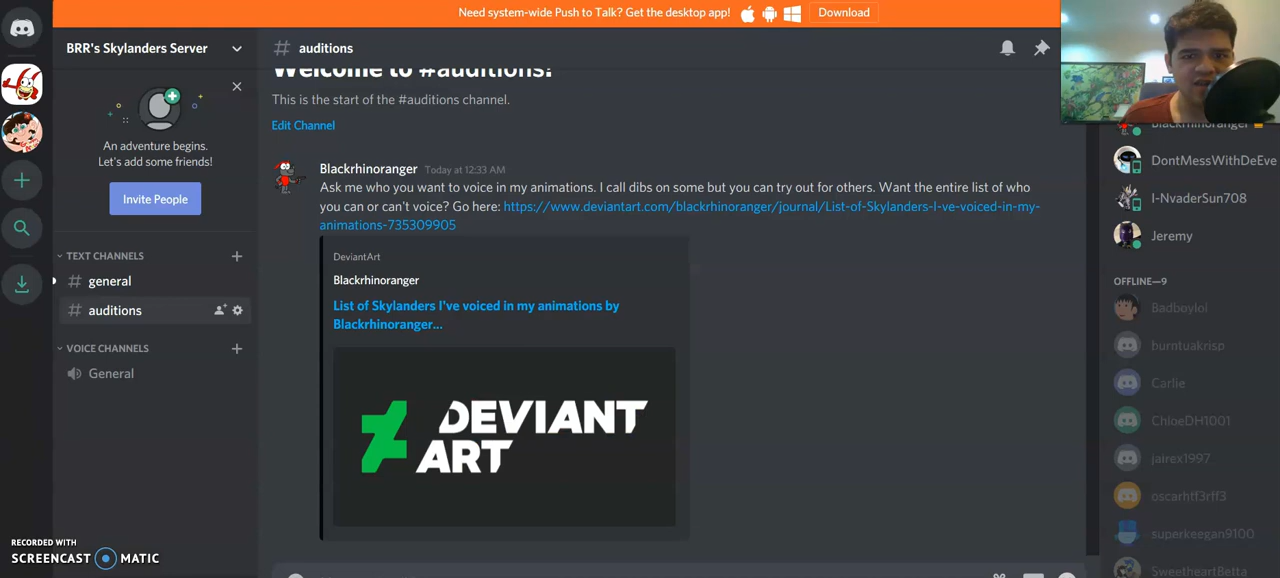 Need system-wide Push to Talk? Get the desktop app! Download
BRR's Skylanders Server
An adventure begins.
Let's add some friends!
Invite People
TEXT CHANNELS
general
auditions
VOICE CHANNELS
General
# auditions
Welcome to #auditions!
This is the start of the #auditions channel.
Edit Channel
Blackrhinoranger Today at 12:33 AM
Ask me who you want to voice in my animations. I call dibs on some but you can try out for others. Want the entire list of who
you can or can't voice? Go here: https://www.deviantart.com/blackrhinoranger/journal/List-of-Skylanders-I-ve-voiced-in-my-
animations-735309905
DeviantArt
Blackrhinoranger
List of Skylanders I've voiced in my animations by
Blackrhinoranger...
DEVIANT
ART
Blackrhinoranger
DontMessWithDeEve
I-NvaderSun708
Jeremy
OFFLINE—9
Badboylol
burntuakrisp
Carlie
ChloeDH1001
jairex1997
oscarhtf3rff3
superkeegan9100
SweetheartBetta
RECORDED WITH
SCREENCAST MATIC